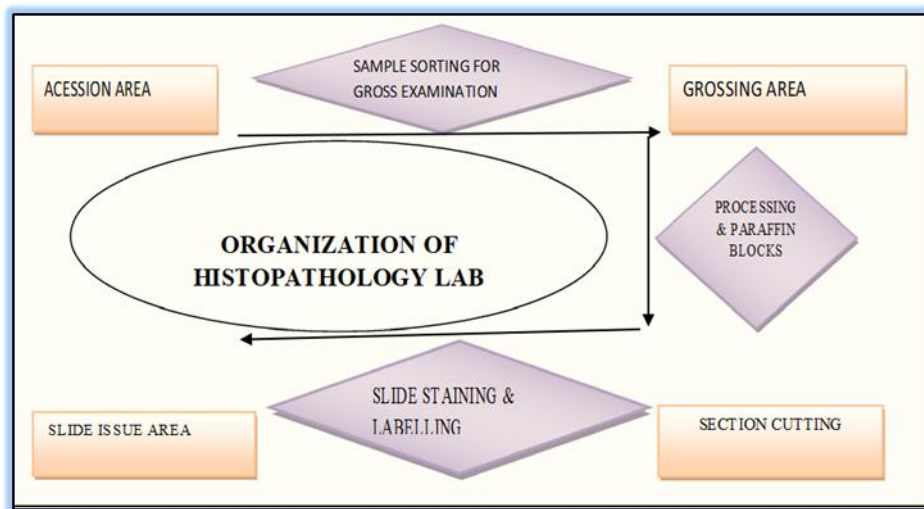 SAMPLE SORTING FOR
GROSS EXAMINATION
ACESSION AREA
GROSSING AREA
PROCESSING
& PARAFFIN
BLOCKS
ORGANIZATION OF
HISTOPATHOLOGY LAB
SLIDE STAINING &
LABELLING
SLIDE ISSUE AREA
SECTION CUTTING